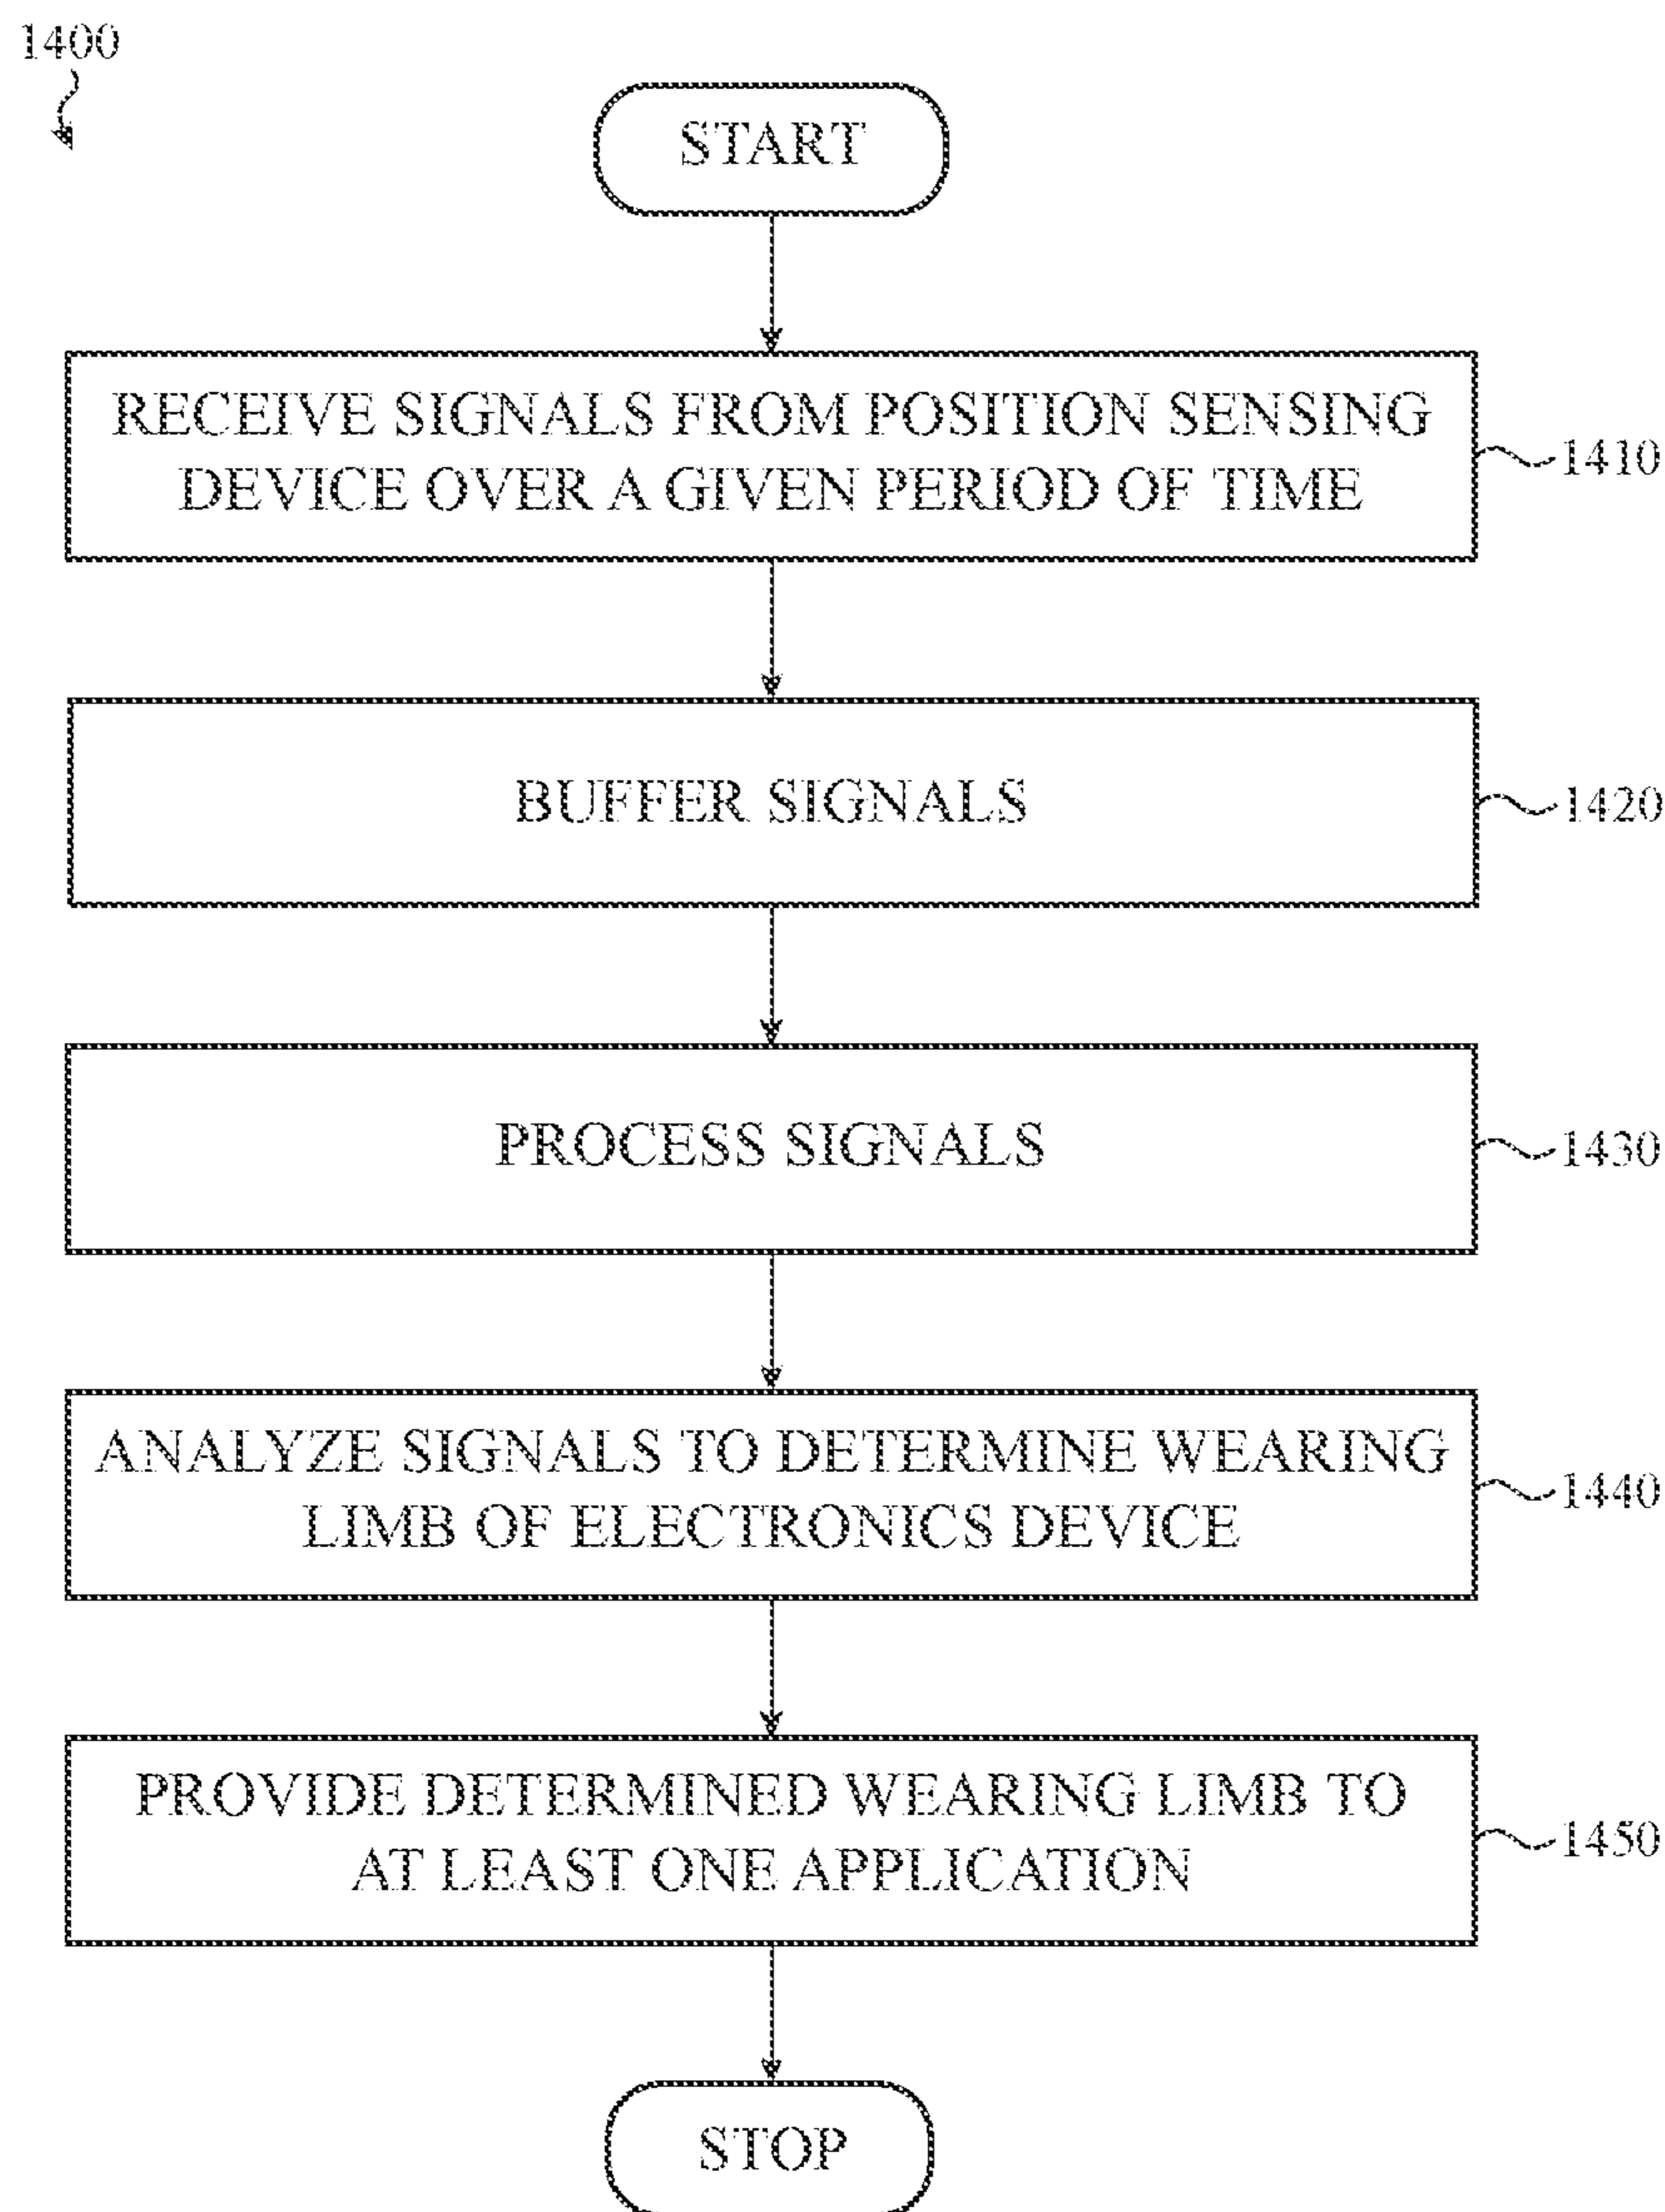 1400
START
RECEIVE SIGNALS FROM POSITION SENSING
DEVICE OVER A GIVEN PERIOD OF TIME
1410
BUFFER SIGNALS
1420
PROCESS SIGNALS
1430
ANALYZE SIGNALS TO DETERMINE WEARING
LIMB OF ELECTRONICS DEVICE
1440
PROVIDE DETERMINED WEARING LIMB TO
AT LEAST ONE APPLICATION
1450
STOP